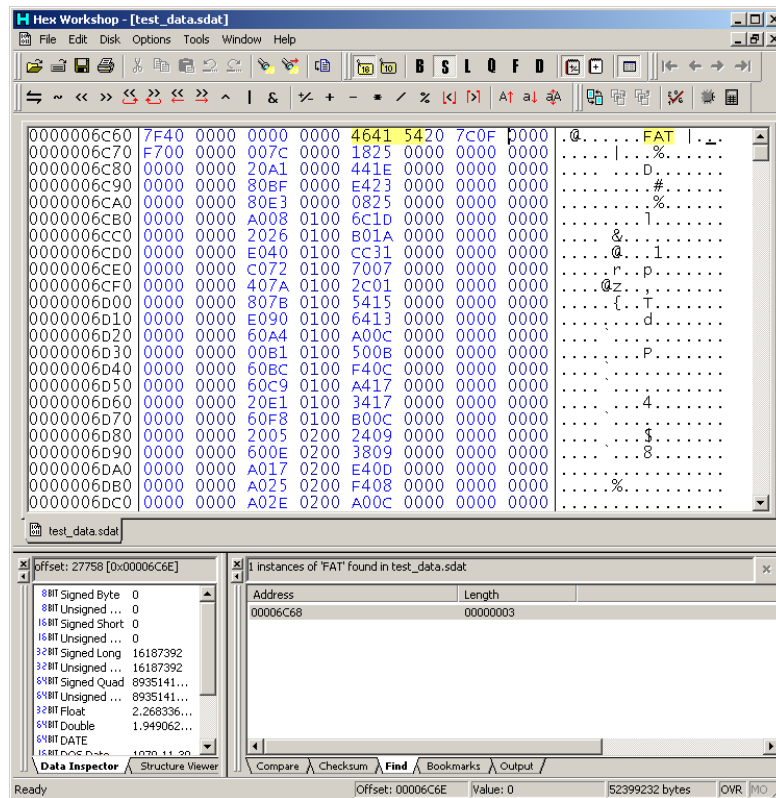 Hex Workshop - [test_data.sdat]
File Edit Disk Options Tools Window Help
B S L Q F D
00000006C60 7F40 0000 0000 0000 4641 5420 7C0F 0000 .@.......FAT |...
00000006C70 F700 0000 007C 0000 1825 0000 0000 0000 .....|...%.......
0000006C80 0000 0000 20A1 0000 441E 0000 0000 0000 .... ...D.......
0000006C90 0000 0000 80BF 0000 E423 0000 0000 0000 .........#......
0000006CA0 0000 0000 80E3 0000 0825 0000 0000 0000 .........%......
0000006CB0 0000 0000 A008 0100 6C1D 0000 0000 0000 ........l.......
0000006CC0 0000 0000 2026 0100 B01A 0000 0000 0000 .... &..........
0000006CD0 0000 0000 E040 0100 CC31 0000 0000 0000 .....@...1......
0000006CE0 0000 0000 C072 0100 7007 0000 0000 0000 .....r..p.......
0000006CF0 0000 0000 407A 0100 2C01 0000 0000 0000 ....@z..,.......
0000006D00 0000 0000 807B 0100 5415 0000 0000 0000 .....{..T.......
0000006D10 0000 0000 E090 0100 6413 0000 0000 0000 ........d.......
0000006D20 0000 0000 60A4 0100 A00C 0000 0000 0000 ....`...........
0000006D30 0000 0000 00B1 0100 500B 0000 0000 0000 ........P.......
0000006D40 0000 0000 60BC 0100 F40C 0000 0000 0000 ....`...........
0000006D50 0000 0000 60C9 0100 A417 0000 0000 0000 ....`...........
0000006D60 0000 0000 20E1 0100 3417 0000 0000 0000 .... ...4.......
0000006D70 0000 0000 60F8 0100 B00C 0000 0000 0000 ....`...........
0000006D80 0000 0000 2005 0200 2409 0000 0000 0000 .... ...$.......
0000006D90 0000 0000 600E 0200 3809 0000 0000 0000 ....`...8.......
0000006DA0 0000 0000 A017 0200 E40D 0000 0000 0000 ................
0000006DB0 0000 0000 A025 0200 F408 0000 0000 0000 .....%..........
0000006DC0 0000 0000 A02E 0200 A00C 0000 0000 0000 ................
test_data.sdat
offset: 27758 [0x00006C6E]
8BIT Signed Byte 0
8BIT Unsigned ... 0
16BIT Signed Short 0
16BIT Unsigned ... 0
32BIT Signed Long 16187392
32BIT Unsigned ... 16187392
64BIT Signed Quad 8935141...
64BIT Unsigned ... 8935141...
32BIT Float 2.268336...
64BIT Double 1.949062...
64BIT DATE
16BIT DOS Date 1979-11-29
Data Inspector Structure Viewer
1 instances of 'FAT' found in test_data.sdat
Address Length
00006C68 00000003
Compare Checksum Find Bookmarks Output
Ready Offset: 00006C6E Value: 0 52399232 bytes OVR MO